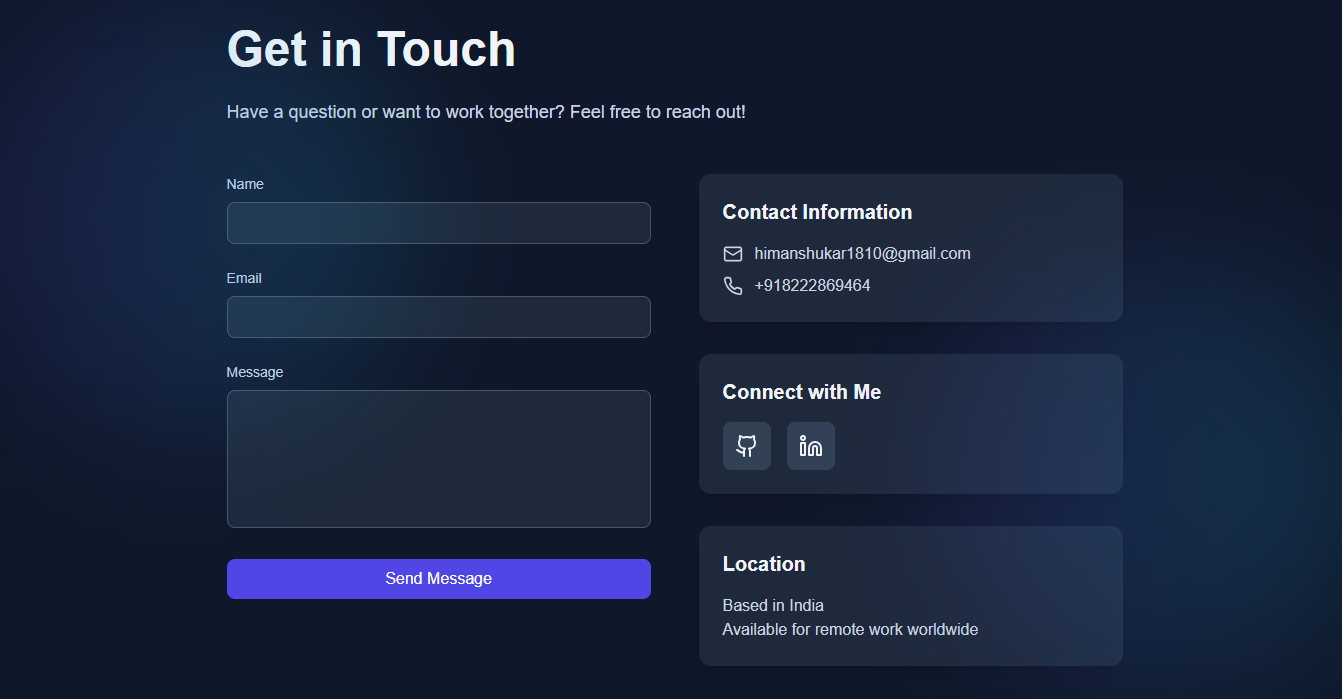 Get in Touch
Have a question or want to work together? Feel free to reach out!
Name
Email
Message
Send Message
Contact Information
himanshukar1810@gmail.com
+918222869464
Connect with Me
in
Location
Based in India
Available for remote work worldwide